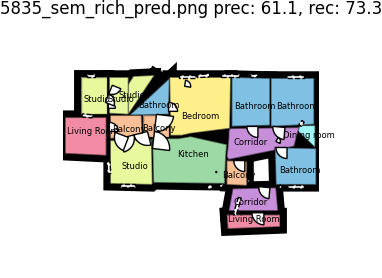 5835_sem_rich_pred.png prec: 61.1, rec: 73.3
Studio
Studio
Studio
Bathroom
Bedroom
Bathroom
Bathroom
Living Room
Balcony
Balcony
Corridor
Dining room
Studio
Kitchen
Balcony
Bathroom
Corridor
Living Room